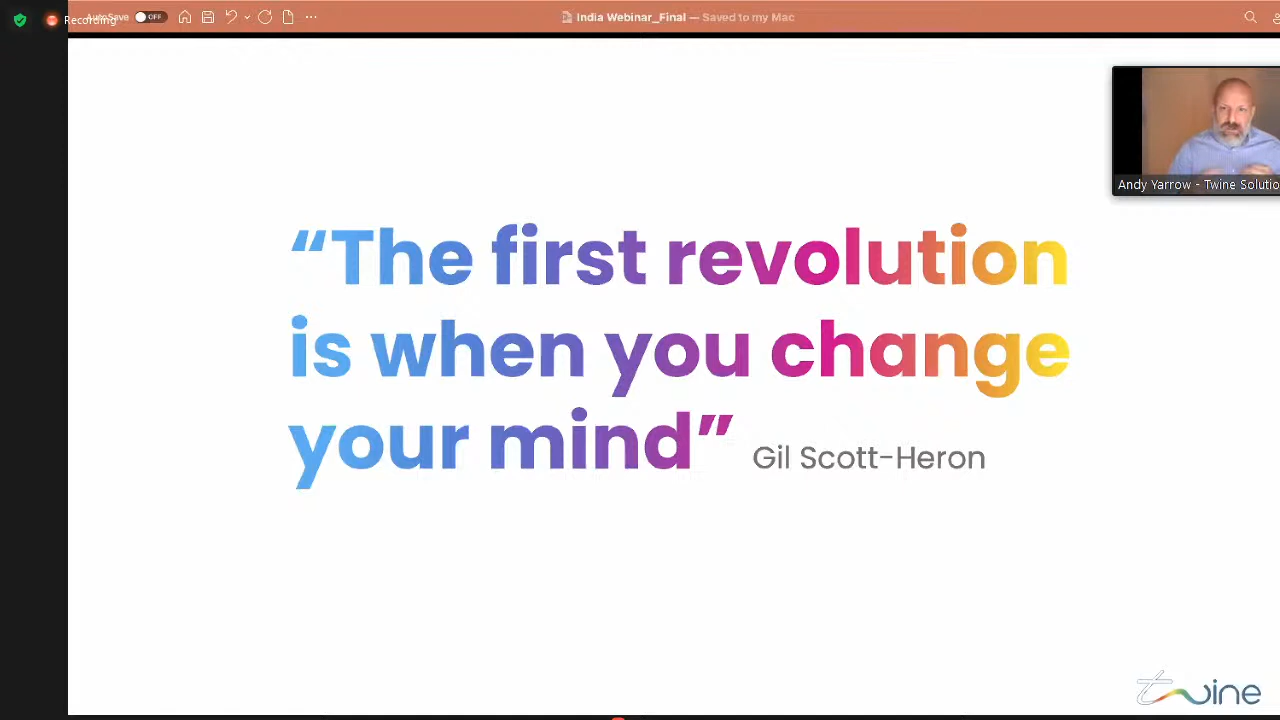 AutoSave OFF
Recording
India Webinar_Final — Saved to my Mac
Andy Yarrow - Twine Solutio
“The first revolution
is when you change
your mind” Gil Scott-Heron
twine